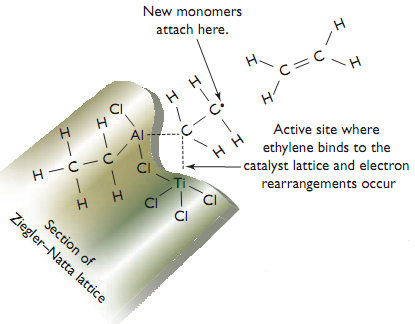 New monomers
attach here.
H
H
C
C
H
H
H
H
C•
C
H
H
Active site where
ethylene binds to the
catalyst lattice and electron
rearrangements occur
Cl
H
H
Al
H
C
C
Cl
H
H
Ti
Cl
Cl
Cl
Section of
Ziegler–Natta lattice